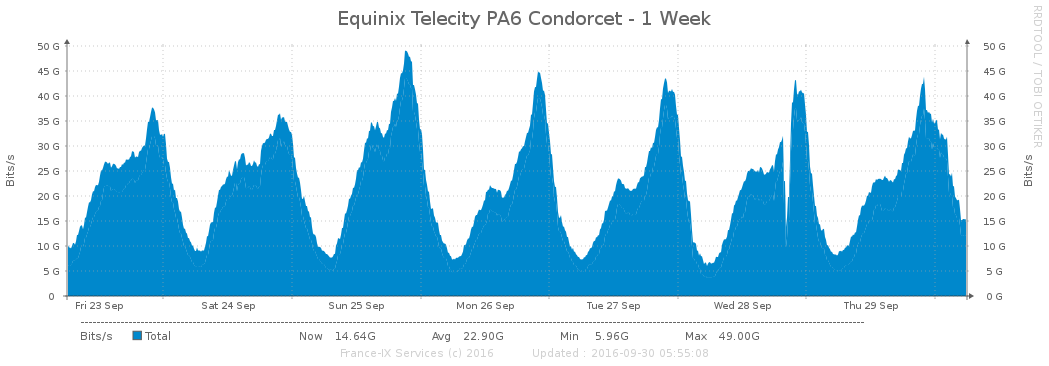 Equinix Telecity PA6 Condorcet - 1 Week
RRDTOOL / TOBI OETIKER
Bits/s
50 G 50 G
45 G 45 G
40 G 40 G
35 G 35 G
30 G 30 G
25 G 25 G
20 G 20 G
15 G 15 G
10 G 10 G
5 G 5 G
0 0 G
Bits/s
Fri 23 Sep Sat 24 Sep Sun 25 Sep Mon 26 Sep Tue 27 Sep Wed 28 Sep Thu 29 Sep
Bits/s Total Now 14.64G Avg 22.90G Min 5.96G Max 49.00G
France-IX Services (c) 2016 Updated : 2016-09-30 05:55:08